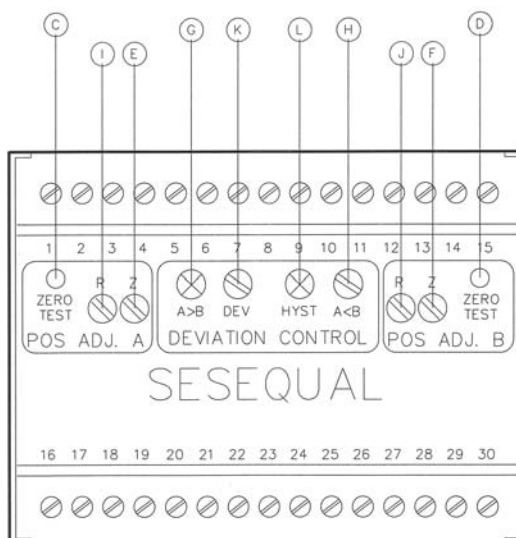 C G K L H D
I E J F
1 2 3 4 5 6 7 8 9 10 11 12 13 14 15
R Z R Z
ZERO TEST A>B DEV HYST A<B ZERO TEST
POS ADJ. A DEVIATION CONTROL POS ADJ. B
SESEQUAL
16 17 18 19 20 21 22 23 24 25 26 27 28 29 30